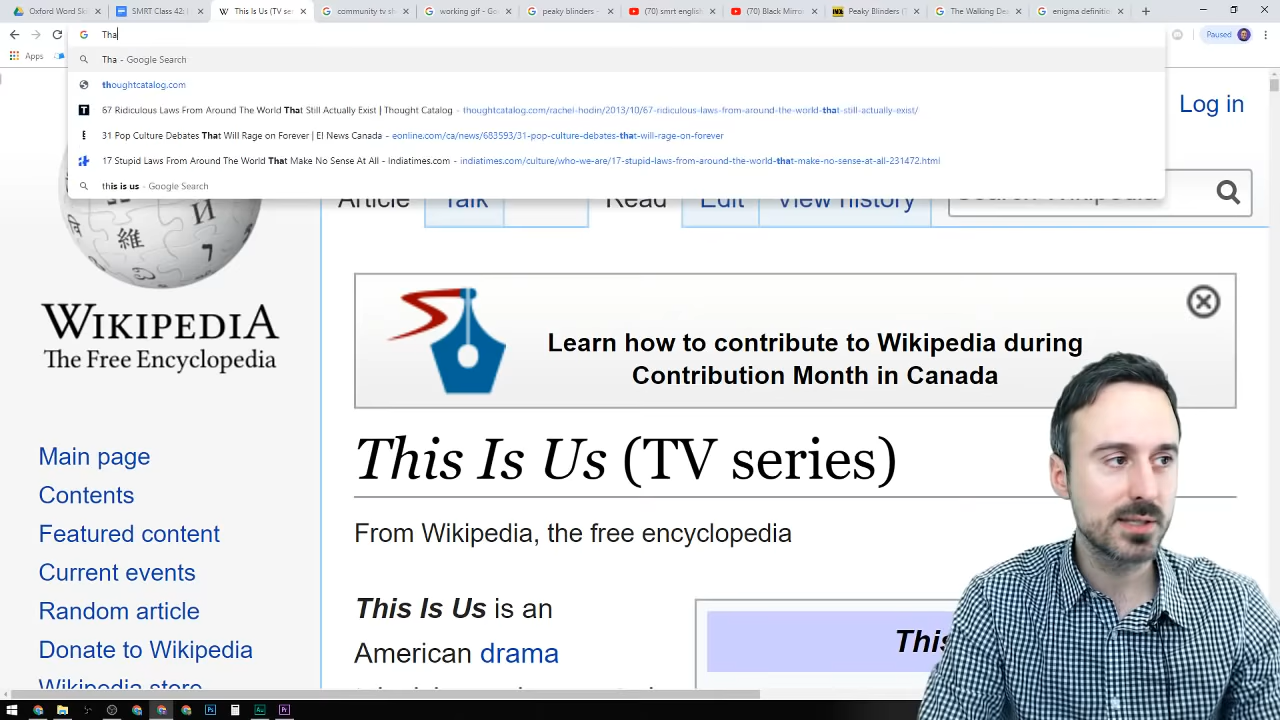 Oxford Word Sk
SMRT Class 42
This Is Us (TV se
community tv sh
working gif - Goo
peaky blinders -
(70) smrt english
(70) Black Mirror
Peaky Blinders (T
The Walking Dea
enigma definitio
Tha
Paused
Apps
Tha - Google Search
thoughtcatalog.com
67 Ridiculous Laws From Around The World That Still Actually Exist | Thought Catalog - thoughtcatalog.com/rachel-hodin/2013/10/67-ridiculous-laws-from-around-the-world-that-still-actually-exist/
31 Pop Culture Debates That Will Rage on Forever | E! News Canada - eonline.com/ca/news/683593/31-pop-culture-debates-that-will-rage-on-forever
17 Stupid Laws From Around The World That Make No Sense At All - Indiatimes.com - indiatimes.com/culture/who-we-are/17-stupid-laws-from-around-the-world-that-make-no-sense-at-all-231472.html
this is us - Google Search
Log in
Article Talk Read Edit View history Search Wikipedia
維 И
7
WIKIPEDIA
The Free Encyclopedia
Learn how to contribute to Wikipedia during
Contribution Month in Canada
This Is Us (TV series)
From Wikipedia, the free encyclopedia
Main page
Contents
Featured content
Current events
Random article
Donate to Wikipedia
Wikipedia store
This Is Us is an
American drama
This